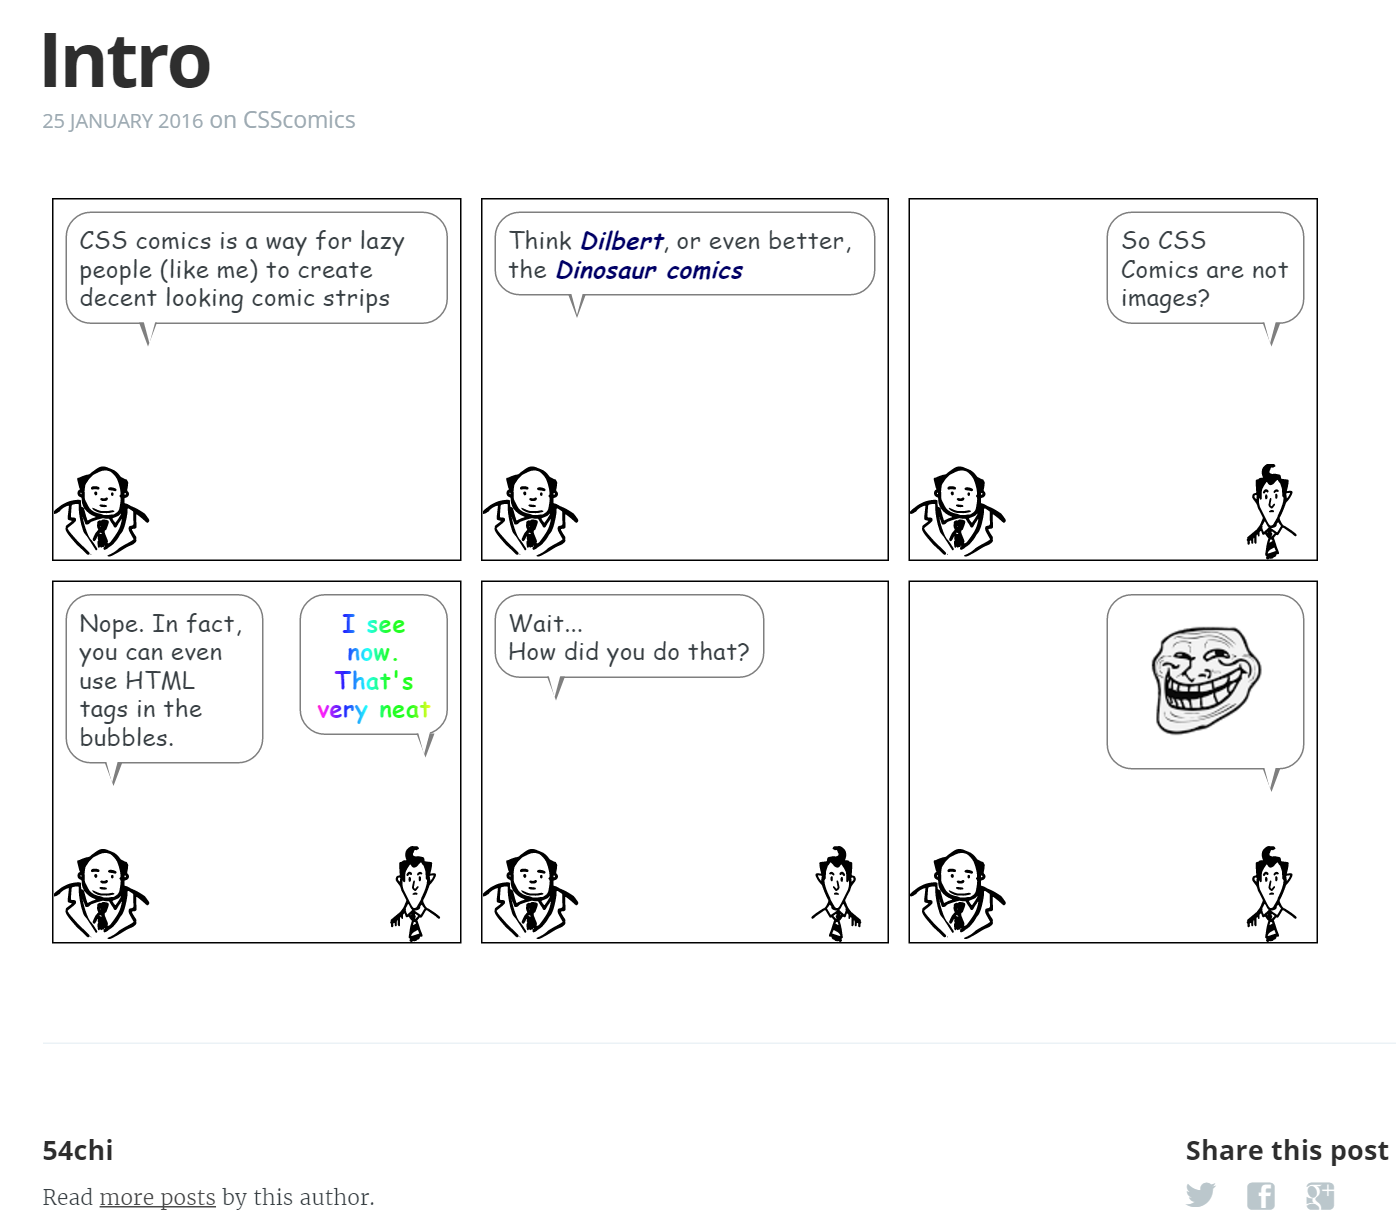 Intro
25 JANUARY 2016 on CSScomics
CSS comics is a way for lazy
people (like me) to create
decent looking comic strips
Think Dilbert, or even better,
the Dinosaur comics
So CSS
Comics are not
images?
Nope. In fact,
you can even
use HTML
tags in the
bubbles.
I see
now.
That's
very neat
Wait...
How did you do that?
54chi
Read more posts by this author.
Share this post